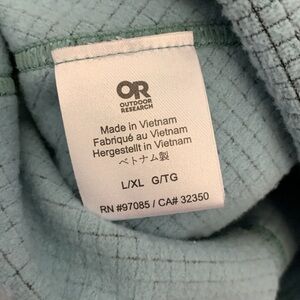 OR
OUTDOOR
RESEARCH
Made in Vietnam
Fabriqué au Vietnam
Hergestellt in Vietnam
ベトナム製
L/XL G/TG
RN #97085 / CA# 32350